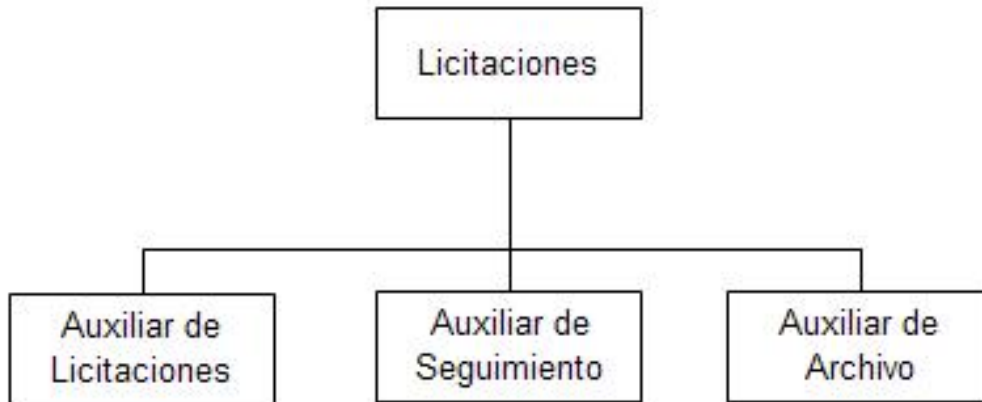 Licitaciones
Auxiliar de
Licitaciones
Auxiliar de
Seguimiento
Auxiliar de
Archivo